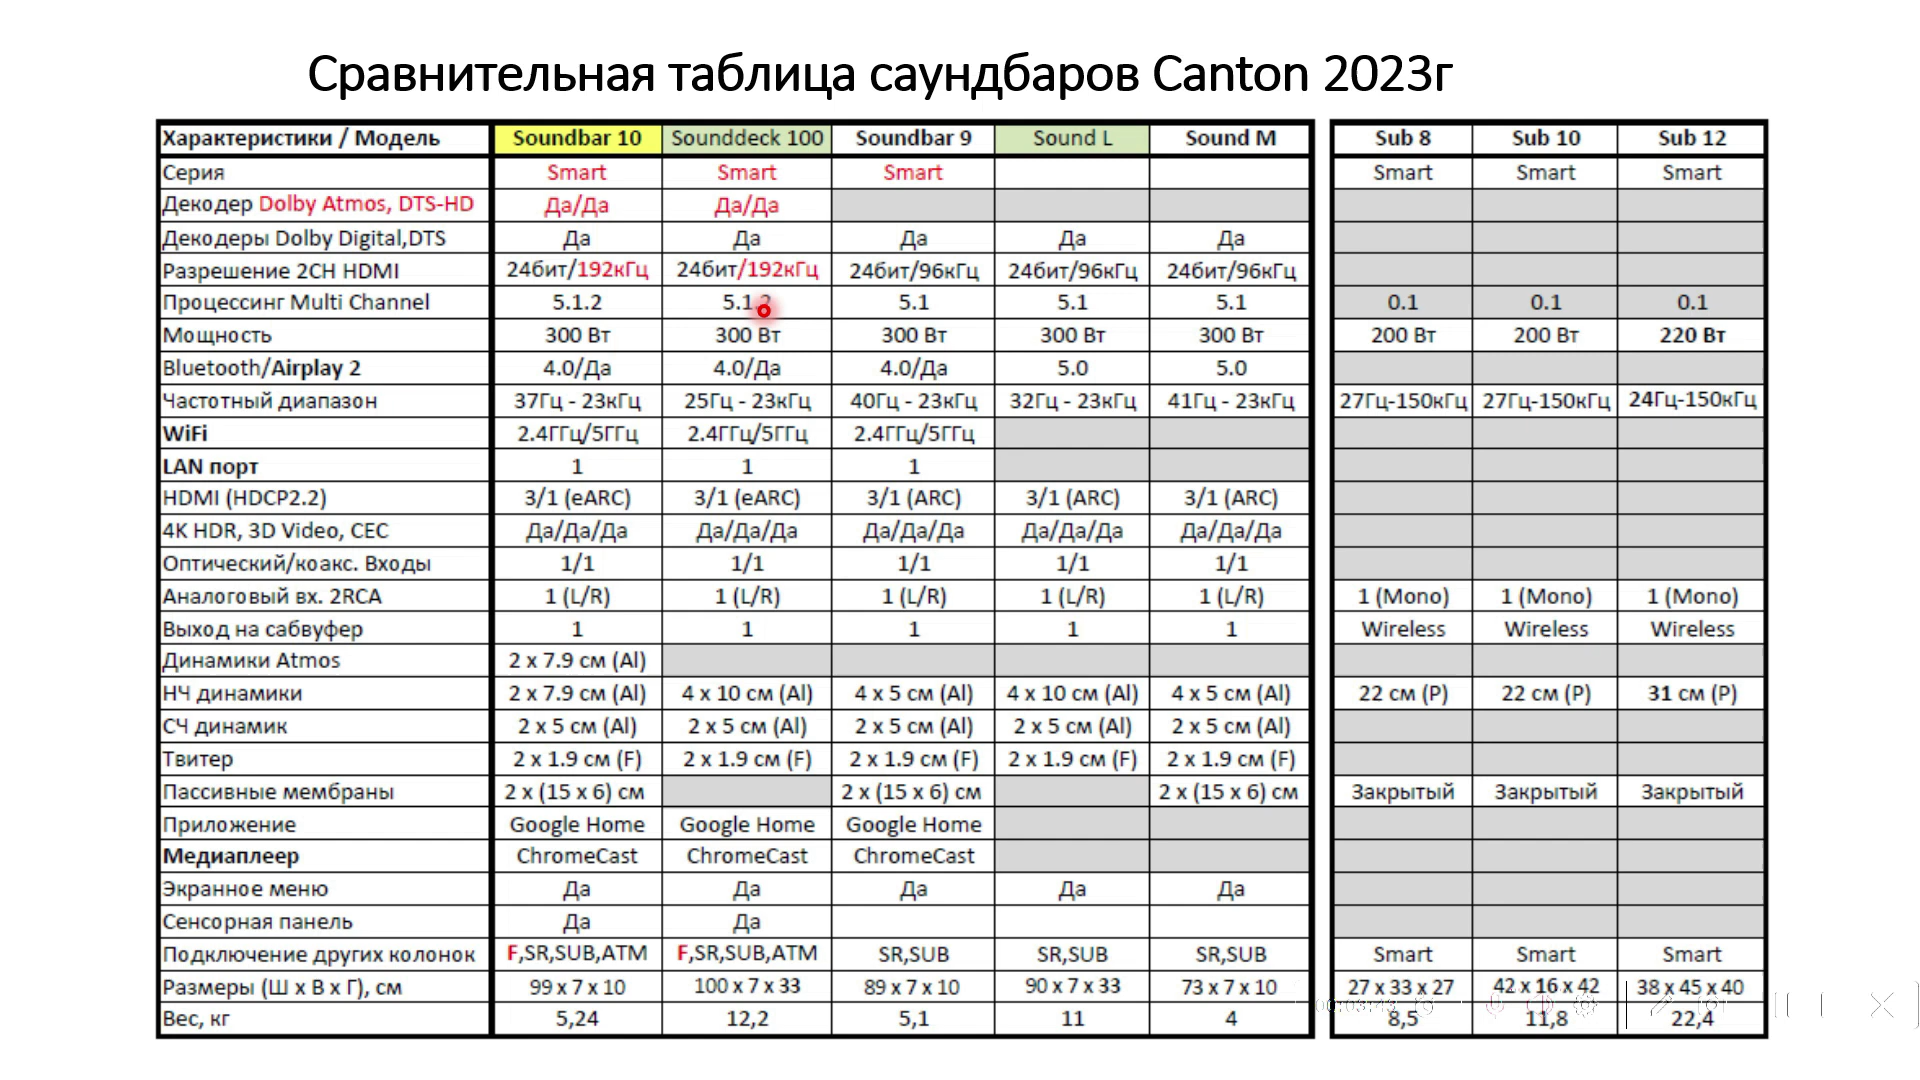 Сравнительная таблица саундбаров Canton 2023г
Характеристики / Модель Soundbar 10 Sounddeck 100 Soundbar 9 Sound L Sound M Sub 8 Sub 10 Sub 12
Серия Smart Smart Smart Smart Smart Smart
Декодер Dolby Atmos, DTS-HD Да/Да Да/Да
Декодеры Dolby Digital,DTS Да Да Да Да Да
Разрешение 2CH HDMI 24бит/192кГц 24бит/192кГц 24бит/96кГц 24бит/96кГц 24бит/96кГц
Процессинг Multi Channel 5.1.2 5.1.2 5.1 5.1 5.1 0.1 0.1 0.1
Мощность 300 Вт 300 Вт 300 Вт 300 Вт 300 Вт 200 Вт 200 Вт 220 Вт
Bluetooth/Airplay 2 4.0/Да 4.0/Да 4.0/Да 5.0 5.0
Частотный диапазон 37Гц - 23кГц 25Гц - 23кГц 40Гц - 23кГц 32Гц - 23кГц 41Гц - 23кГц 27Гц-150кГц 27Гц-150кГц 24Гц-150кГц
WiFi 2.4ГГц/5ГГц 2.4ГГц/5ГГц 2.4ГГц/5ГГц
LAN порт 1 1 1
HDMI (HDCP2.2) 3/1 (eARC) 3/1 (eARC) 3/1 (ARC) 3/1 (ARC) 3/1 (ARC)
4K HDR, 3D Video, CEC Да/Да/Да Да/Да/Да Да/Да/Да Да/Да/Да Да/Да/Да
Оптический/коакс. Входы 1/1 1/1 1/1 1/1 1/1
Аналоговый вх. 2RCA 1 (L/R) 1 (L/R) 1 (L/R) 1 (L/R) 1 (L/R) 1 (Mono) 1 (Mono) 1 (Mono)
Выход на сабвуфер 1 1 1 1 1 Wireless Wireless Wireless
Динамики Atmos 2 x 7.9 см (Al)
НЧ динамики 2 x 7.9 см (Al) 4 x 10 см (Al) 4 x 5 см (Al) 4 x 10 см (Al) 4 x 5 см (Al) 22 см (P) 22 см (P) 31 см (P)
СЧ динамик 2 x 5 см (Al) 2 x 5 см (Al) 2 x 5 см (Al) 2 x 5 см (Al) 2 x 5 см (Al)
Твитер 2 x 1.9 см (F) 2 x 1.9 см (F) 2 x 1.9 см (F) 2 x 1.9 см (F) 2 x 1.9 см (F)
Пассивные мембраны 2 x (15 x 6) см 2 x (15 x 6) см 2 x (15 x 6) см Закрытый Закрытый Закрытый
Приложение Google Home Google Home Google Home
Медиаплеер ChromeCast ChromeCast ChromeCast
Экранное меню Да Да Да Да Да
Сенсорная панель Да Да
Подключение других колонок F,SR,SUB,ATM F,SR,SUB,ATM SR,SUB SR,SUB SR,SUB Smart Smart Smart
Размеры (Ш x В x Г), см 99 x 7 x 10 100 x 7 x 33 89 x 7 x 10 90 x 7 x 33 73 x 7 x 10 27 x 33 x 27 42 x 16 x 42 38 x 45 x 40
Вес, кг 5,24 12,2 5,1 11 4 8,5 11,8 22,4